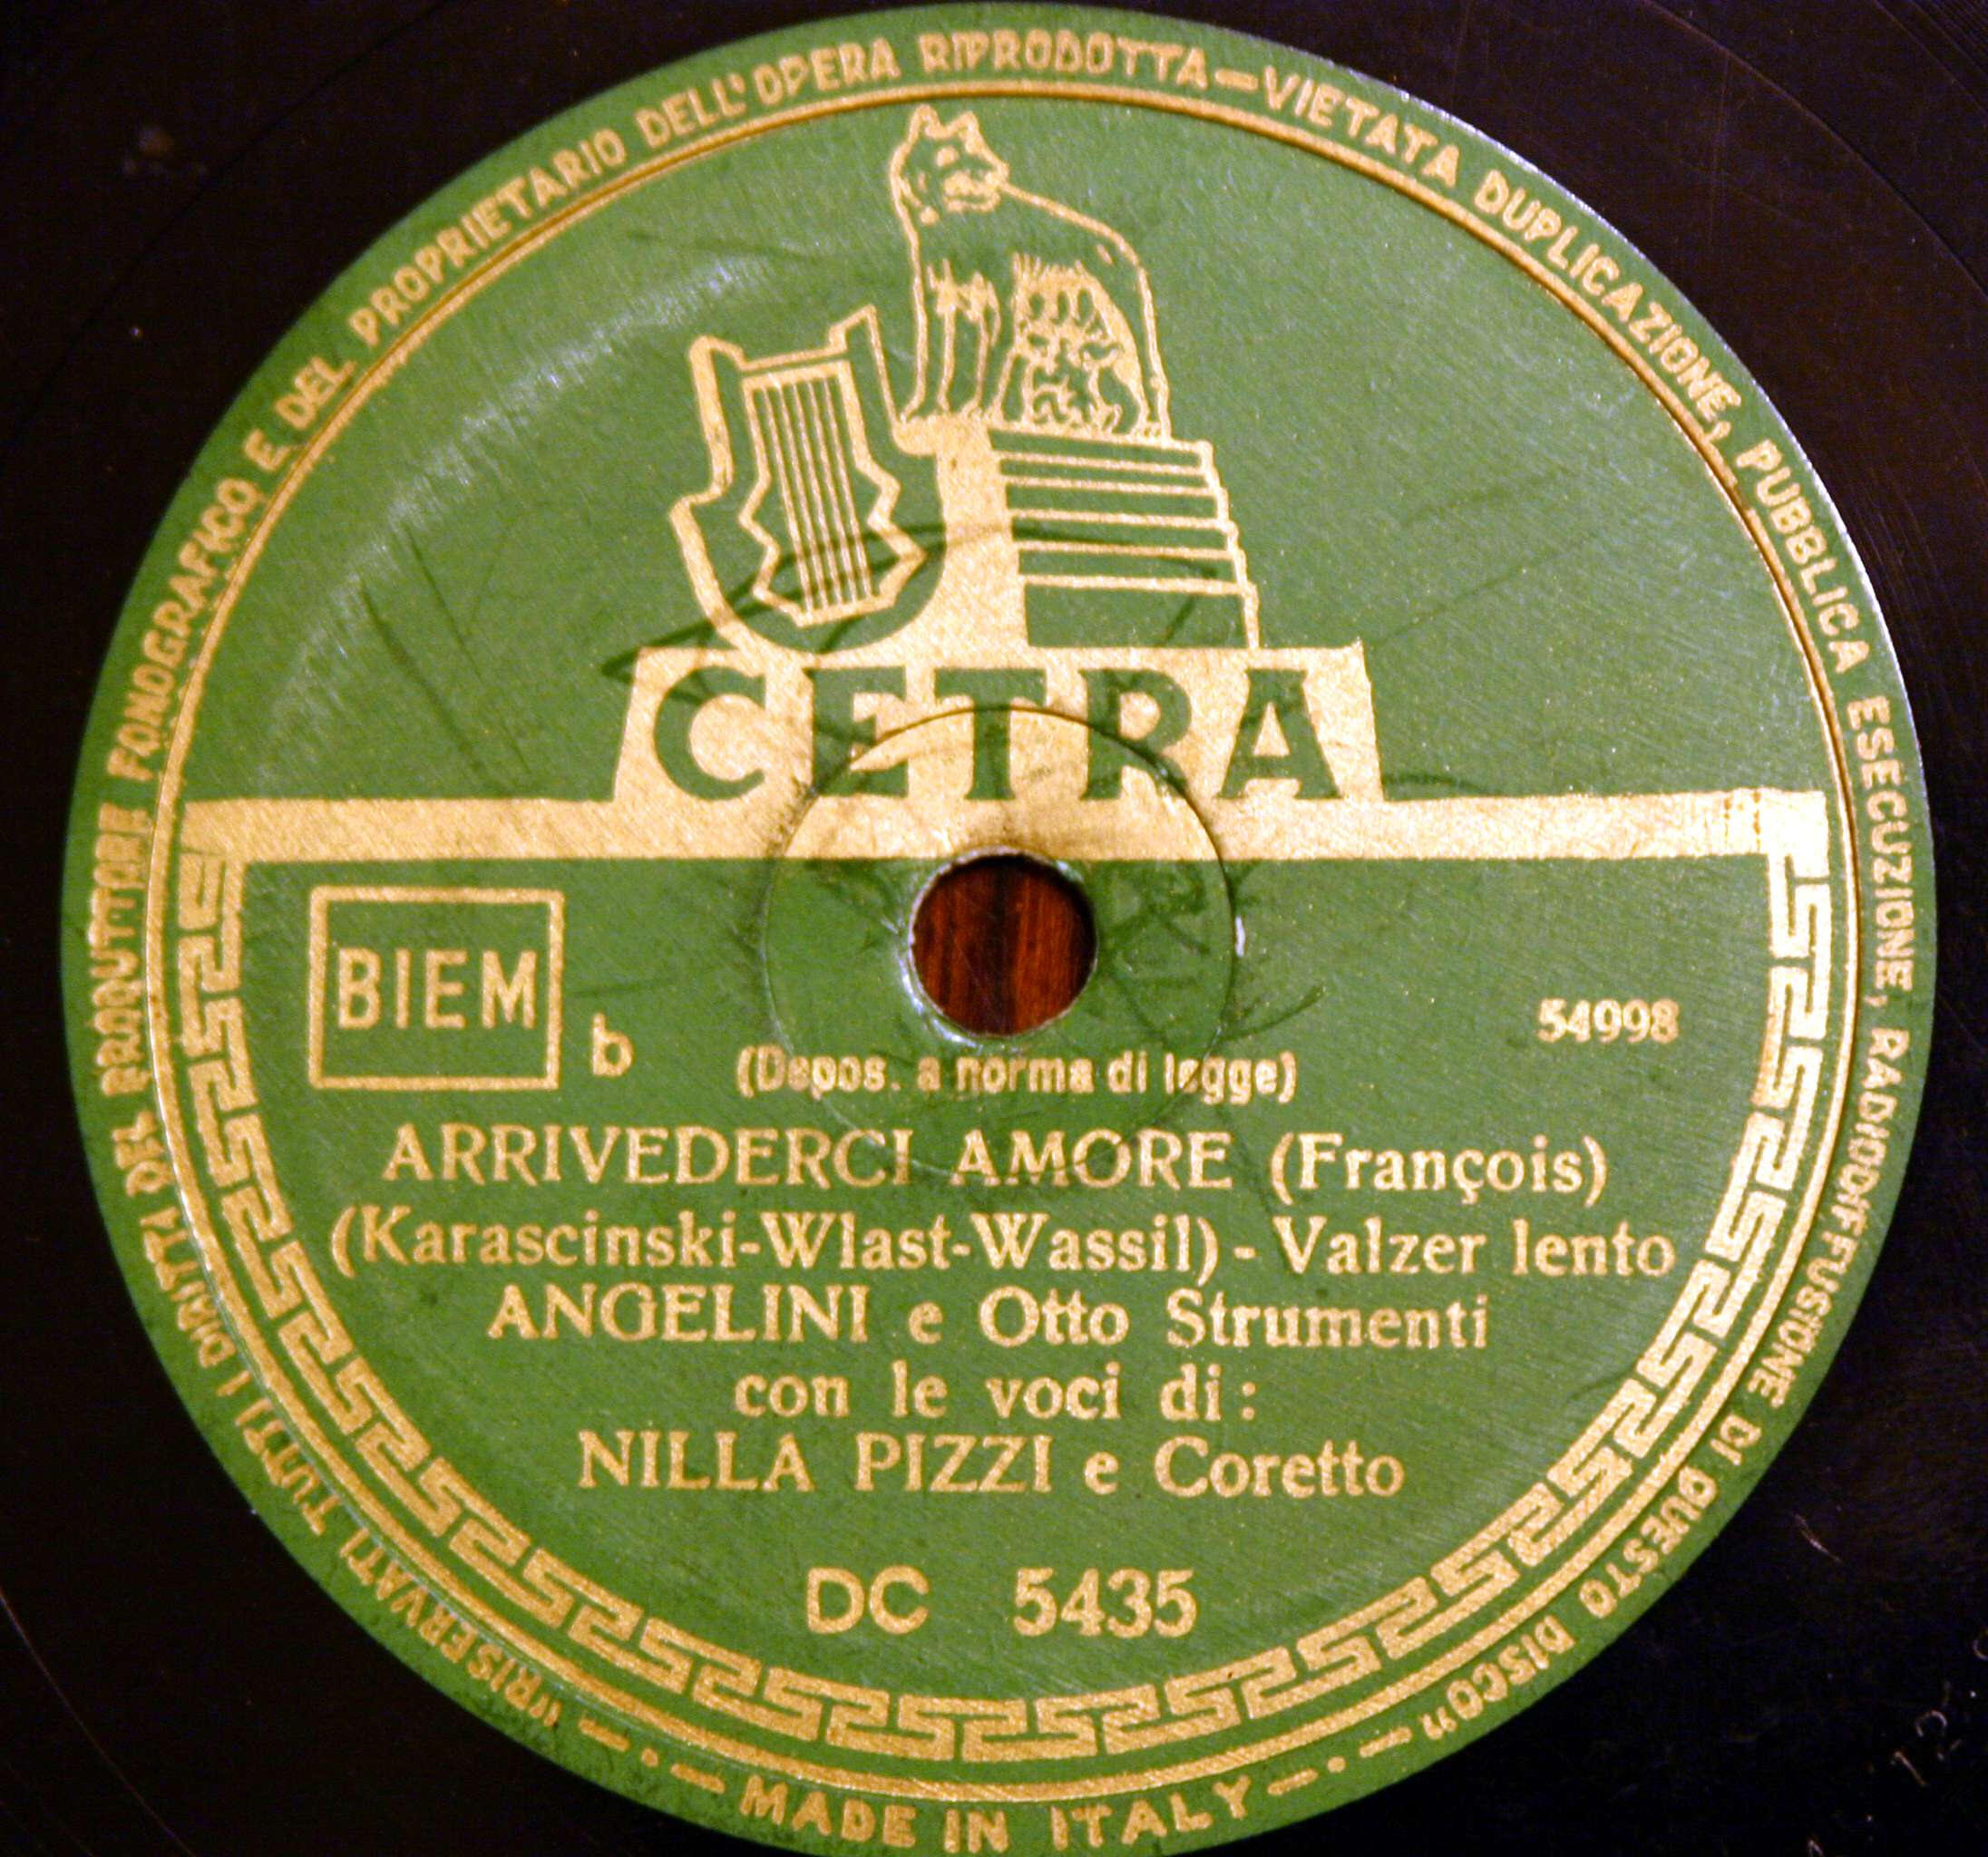 "RISERVATI TUTTI I DIRITTI DEL PRODUTTORE FONOGRAFICO E DEL PROPRIETARIO DELL'OPERA RIPRODOTTA — VIETATA DUPLICAZIONE, PUBBLICA ESECUZIONE, RADIODIFFUSIONE DI QUESTO DISCO"
CETRA
BIEM
b
54998
(Depos. a norma di legge)
ARRIVEDERCI AMORE (François)
(Karascinski-Wlast-Wassil) - Valzer lento
ANGELINI e Otto Strumenti
con le voci di:
NILLA PIZZI e Coretto
DC 5435
— · — MADE IN ITALY — · —
12